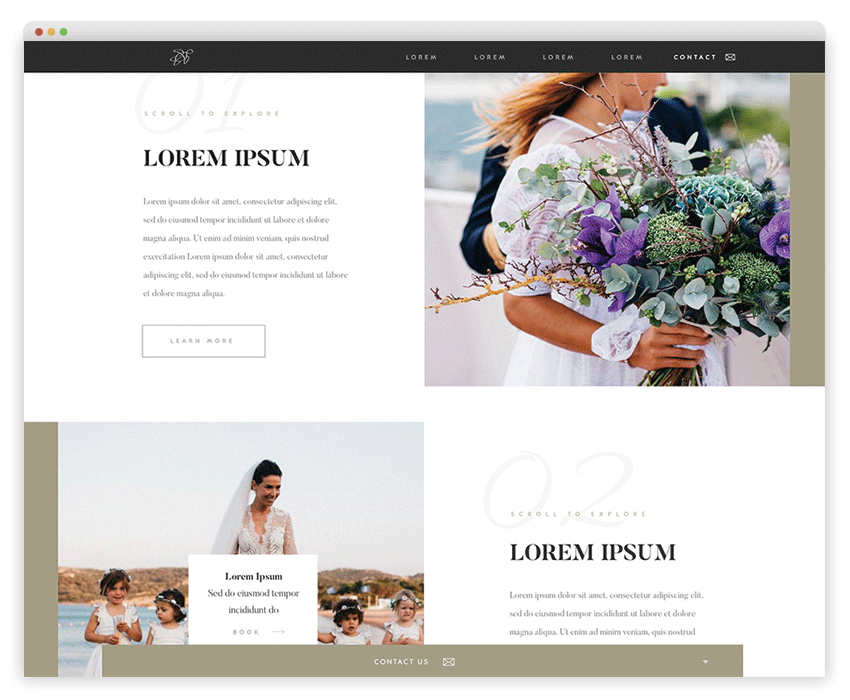 LOREM
LOREM
LOREM
LOREM
CONTACT
01
SCROLL TO EXPLORE
LOREM IPSUM
Lorem ipsum dolor sit amet, consectetur adipiscing elit,
sed do eiusmod tempor incididunt ut labore et dolore
magna aliqua. Ut enim ad minim veniam, quis nostrud
exercitation Lorem ipsum dolor sit amet, consectetur
adipiscing elit, sed do eiusmod tempor incididunt ut labore
et dolore magna aliqua.
LEARN MORE
Lorem Ipsum
Sed do eiusmod tempor
incididunt do
BOOK
02
SCROLL TO EXPLORE
LOREM IPSUM
Lorem ipsum dolor sit amet, consectetur adipiscing elit,
sed do eiusmod tempor incididunt ut labore et dolore
magna aliqua. Ut enim ad minim veniam, quis nostrud
CONTACT US